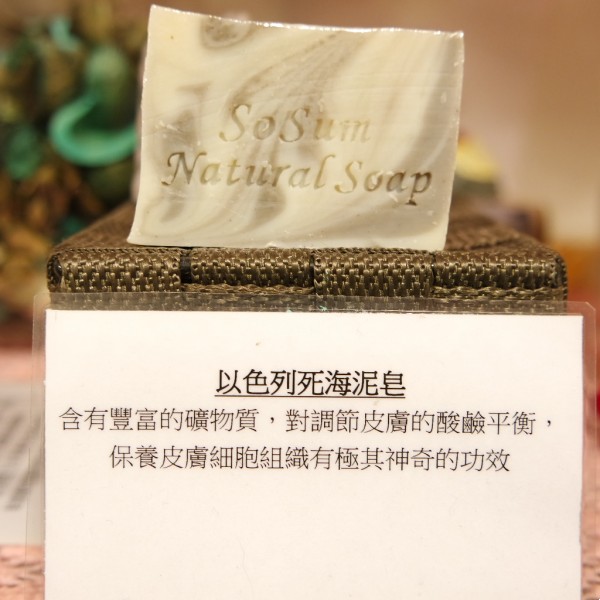 SoSum
Natural Soap
以色列死海泥皂
含有豐富的礦物質，對調節皮膚的酸鹼平衡，
保養皮膚細胞組織有極其神奇的功效